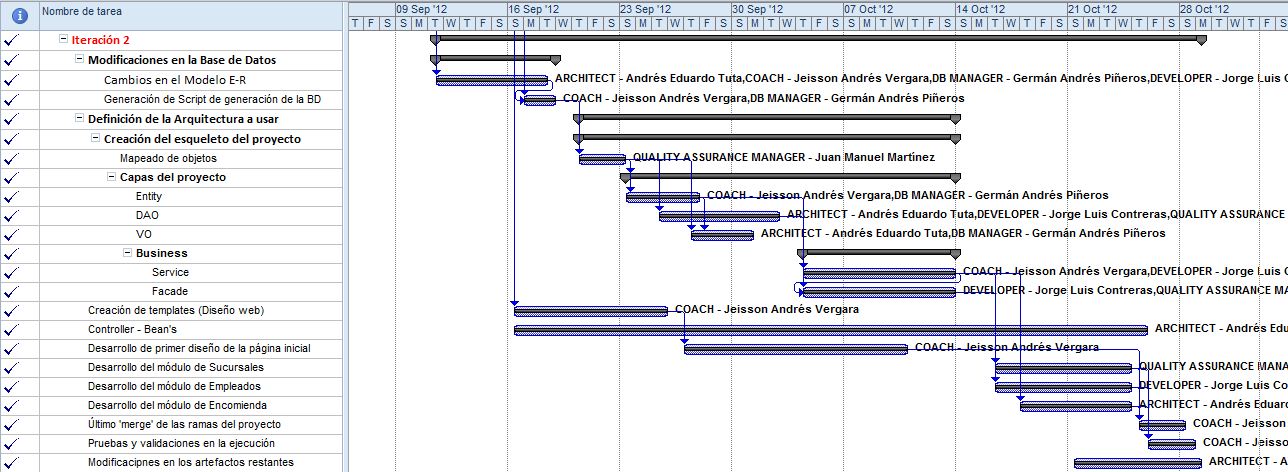 Nombre de tarea 09 Sep '12 16 Sep '12 23 Sep '12 30 Sep '12 07 Oct '12 14 Oct '12 21 Oct '12 28 Oct '12
T F S S M T W T F S S M T W T F S S M T W T F S S M T W T F S S M T W T F S S M T W T F S S M T W T F S S M T W T F S S M T W T F S
Iteración 2
Modificaciones en la Base de Datos
Cambios en el Modelo E-R ARCHITECT - Andrés Eduardo Tuta,COACH - Jeisson Andrés Vergara,DB MANAGER - Germán Andrés Piñeros,DEVELOPER - Jorge Luis
Generación de Script de generación de la BD COACH - Jeisson Andrés Vergara,DB MANAGER - Germán Andrés Piñeros
Definición de la Arquitectura a usar
Creación del esqueleto del proyecto
Mapeado de objetos QUALITY ASSURANCE MANAGER - Juan Manuel Martínez
Capas del proyecto
Entity COACH - Jeisson Andrés Vergara,DB MANAGER - Germán Andrés Piñeros
DAO ARCHITECT - Andrés Eduardo Tuta,DEVELOPER - Jorge Luis Contreras,QUALITY ASSURANCE
VO ARCHITECT - Andrés Eduardo Tuta,DB MANAGER - Germán Andrés Piñeros
Business
Service COACH - Jeisson Andrés Vergara,DEVELOPER - Jorge Luis C
Facade DEVELOPER - Jorge Luis Contreras,QUALITY ASSURANCE MA
Creación de templates (Diseño web) COACH - Jeisson Andrés Vergara
Controller - Bean's ARCHITECT - Andrés Edu
Desarrollo de primer diseño de la página inicial COACH - Jeisson Andrés Vergara
Desarrollo del módulo de Sucursales QUALITY ASSURANCE MANA
Desarrollo del módulo de Empleados DEVELOPER - Jorge Luis Co
Desarrollo del módulo de Encomienda ARCHITECT - Andrés Eduard
Último 'merge' de las ramas del proyecto COACH - Jeisson
Pruebas y validaciones en la ejecución COACH - Jeis
Modificacipnes en los artefactos restantes ARCHITECT - A